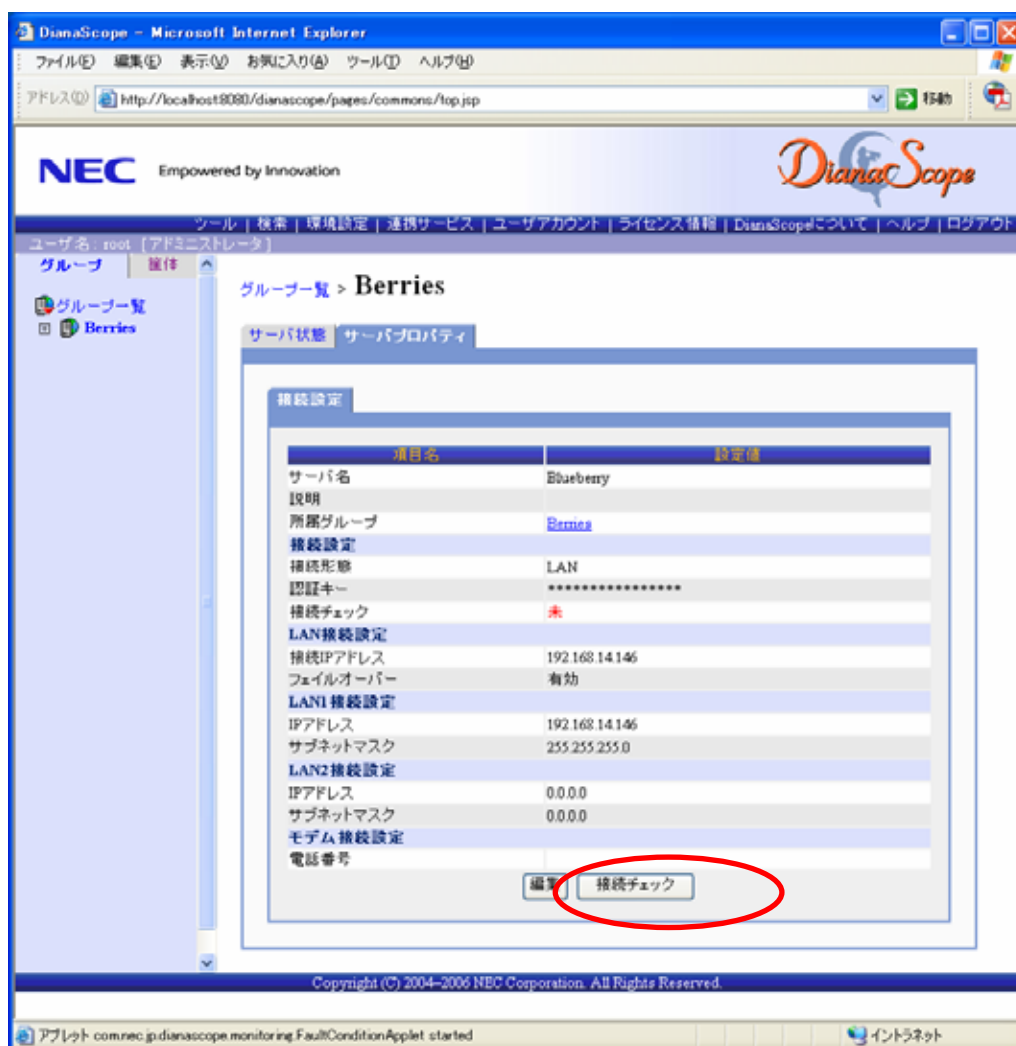 DianaScope - Microsoft Internet Explorer
ファイル(F) 編集(E) 表示(V) お気に入り(A) ツール(T) ヘルプ(H)
アドレス(D) http://localhost:8080/dianascope/pages/commons/top.jsp 移動
NEC Empowered by Innovation DianaScope
ツール | 検索 | 環境設定 | 連携サービス | ユーザアカウント | ライセンス情報 | DianaScopeについて | ヘルプ | ログアウト
ユーザ名 : root [アドミニストレータ]
グループ 筐体
グループ一覧
Berries
グループ一覧 > Berries
サーバ状態 サーバプロパティ
接続設定
項目名 設定値
サーバ名 Blueberry
説明
所属グループ Berries
接続設定
接続形態 LAN
認証キー ****************
接続チェック 未
LAN接続設定
接続IPアドレス 192.168.14.146
フェイルオーバー 有効
LAN1接続設定
IPアドレス 192.168.14.146
サブネットマスク 255.255.255.0
LAN2接続設定
IPアドレス 0.0.0.0
サブネットマスク 0.0.0.0
モデム接続設定
電話番号
編集 接続チェック
Copyright (C) 2004-2006 NEC Corporation. All Rights Reserved.
アプレット com.nec.jp.dianascope.monitoring.FaultConditionApplet started イントラネット